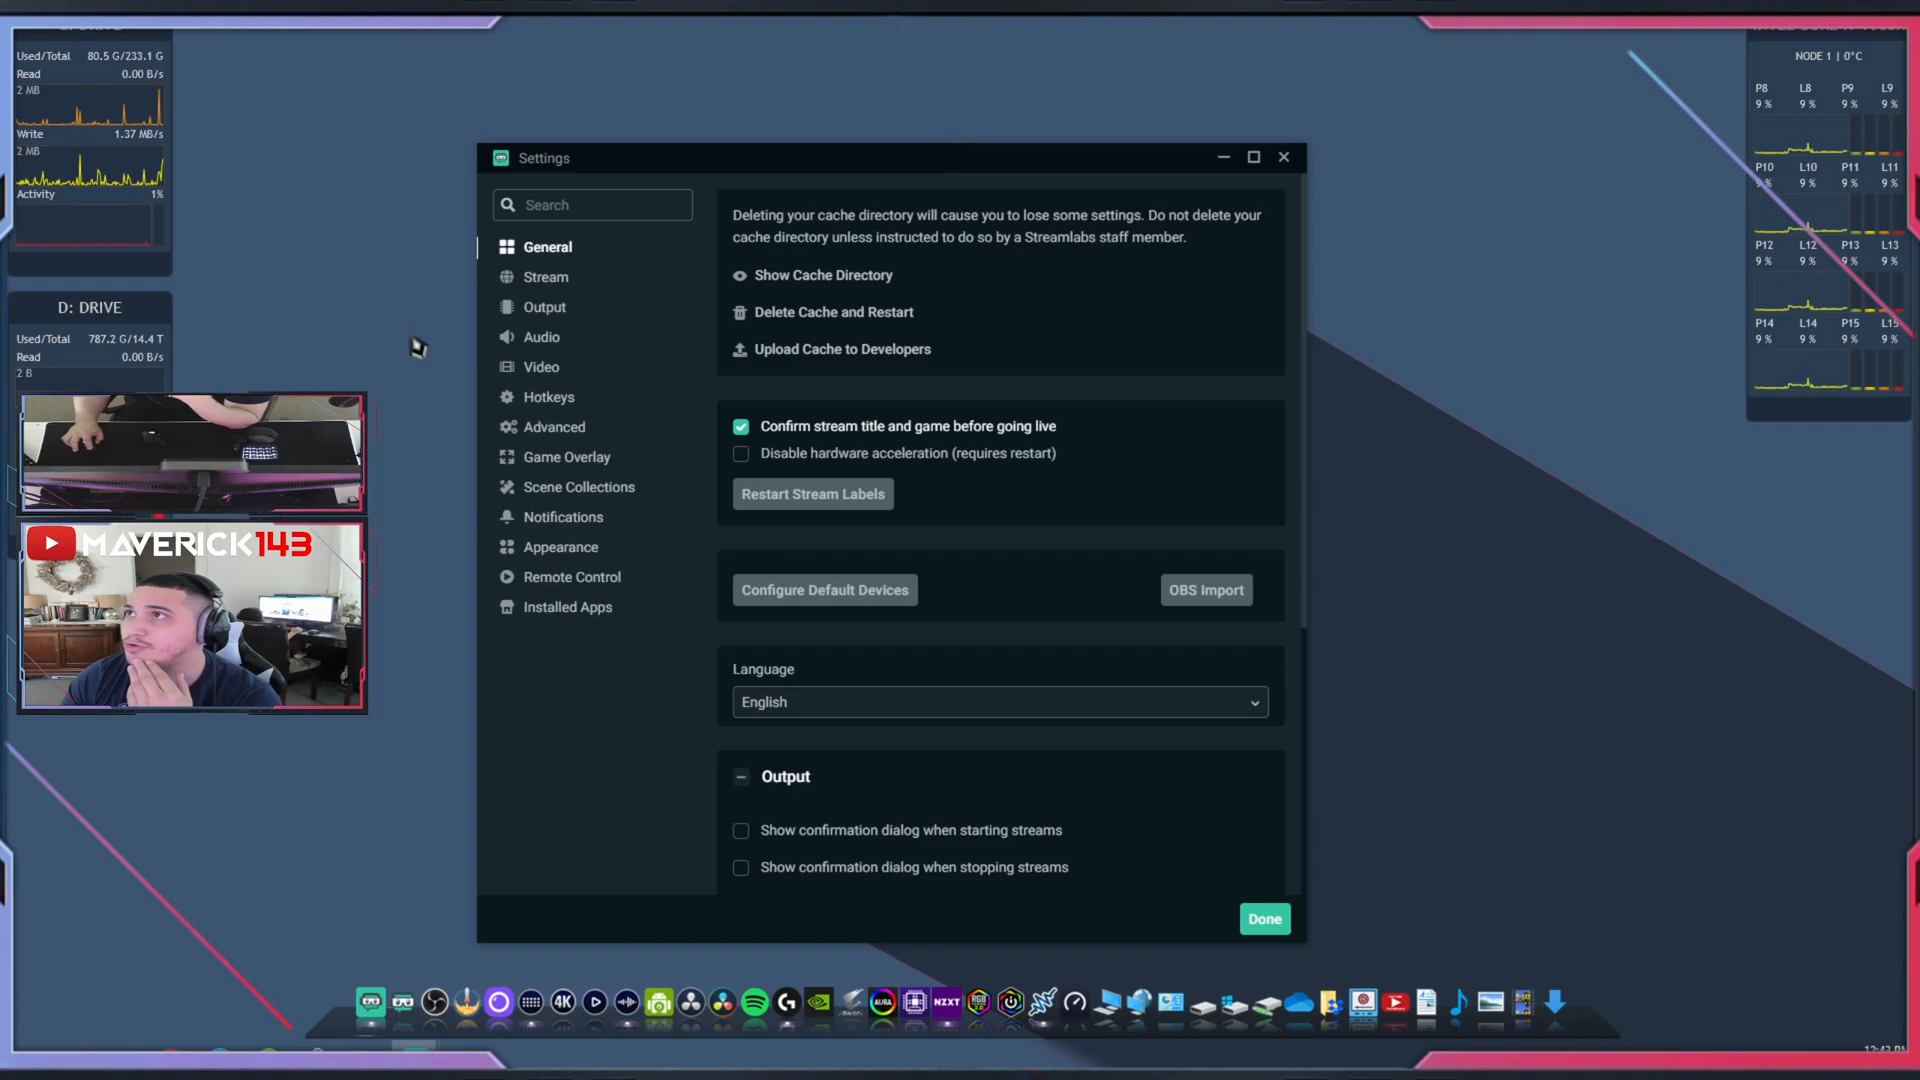 Used/Total 80.5 G/233.1 G
Read 0.00 B/s
2 MB
Write 1.37 MB/s
2 MB
Activity 1%
D: DRIVE
Used/Total 787.2 G/14.4 T
Read 0.00 B/s
2 B
MAVERICK143
Settings
Search
General
Stream
Output
Audio
Video
Hotkeys
Advanced
Game Overlay
Scene Collections
Notifications
Appearance
Remote Control
Installed Apps
Deleting your cache directory will cause you to lose some settings. Do not delete your
cache directory unless instructed to do so by a Streamlabs staff member.
Show Cache Directory
Delete Cache and Restart
Upload Cache to Developers
Confirm stream title and game before going live
Disable hardware acceleration (requires restart)
Restart Stream Labels
Configure Default Devices OBS Import
Language
English
Output
Show confirmation dialog when starting streams
Show confirmation dialog when stopping streams
Done
NODE 1 | 0°C
P8 L8 P9 L9
9 % 9 % 9 % 9 %
P10 L10 P11 L11
9 % 9 % 9 % 9 %
P12 L12 P13 L13
9 % 9 % 9 % 9 %
P14 L14 P15 L15
9 % 9 % 9 % 9 %
4K
AURA
NZXT
RGB